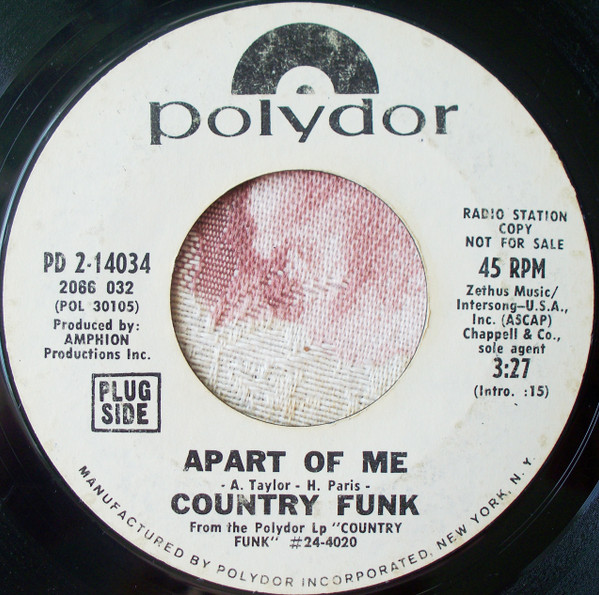 polydor
RADIO STATION
COPY
NOT FOR SALE
PD 2-14034
2066 032
(POL 30105)
Produced by:
AMPHION
Productions Inc.
45 RPM
Zethus Music/
Intersong-U.S.A.,
Inc. (ASCAP)
Chappell & Co.,
sole agent
3:27
(Intro. :15)
PLUG
SIDE
APART OF ME
- A. Taylor - H. Paris -
COUNTRY FUNK
From the Polydor Lp "COUNTRY
FUNK" #24-4020
MANUFACTURED BY POLYDOR INCORPORATED, NEW YORK, N.Y.